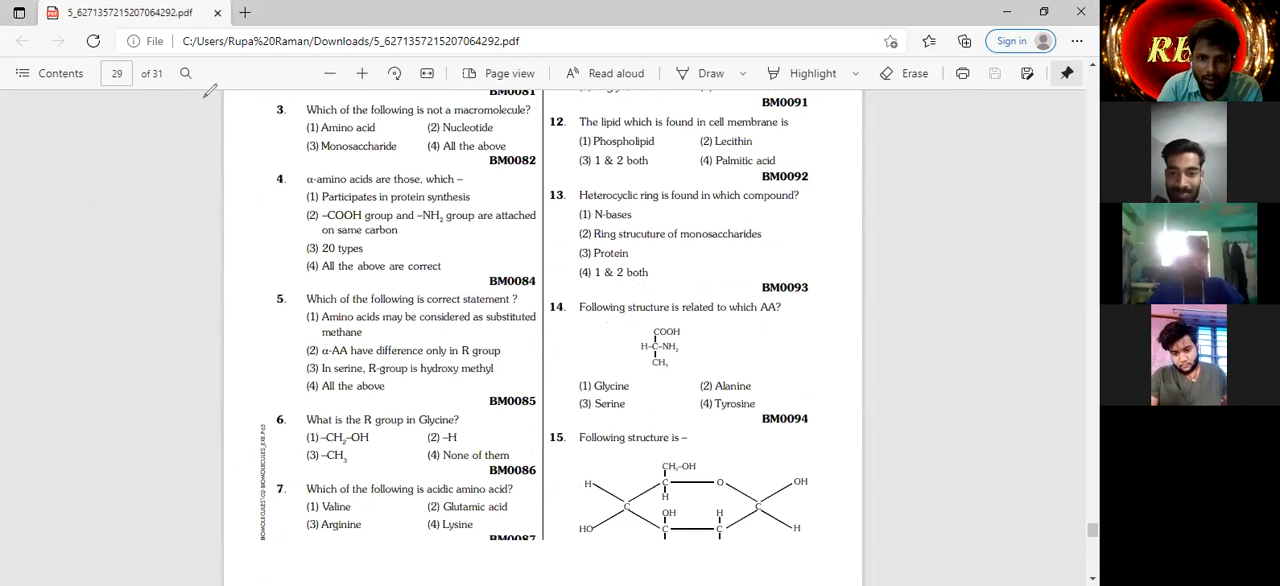 5_6271357215207064292.pdf
File
C:/Users/Rupa%20Raman/Downloads/5_6271357215207064292.pdf
Sign in
Contents
29 of 31
Page view
Read aloud
Draw
Highlight
Erase
BM0081
3. Which of the following is not a macromolecule?
(1) Amino acid (2) Nucleotide
(3) Monosaccharide (4) All the above
BM0082
4. α-amino acids are those, which –
(1) Participates in protein synthesis
(2) –COOH group and –NH₂ group are attached
on same carbon
(3) 20 types
(4) All the above are correct
BM0084
5. Which of the following is correct statement ?
(1) Amino acids may be considered as substituted
methane
(2) α-AA have difference only in R group
(3) In serine, R-group is hydroxy methyl
(4) All the above
BM0085
6. What is the R group in Glycine?
(1) –CH₂–OH (2) –H
(3) –CH₃ (4) None of them
BM0086
7. Which of the following is acidic amino acid?
(1) Valine (2) Glutamic acid
(3) Arginine (4) Lysine
BM0087
BM0091
12. The lipid which is found in cell membrane is
(1) Phospholipid (2) Lecithin
(3) 1 & 2 both (4) Palmitic acid
BM0092
13. Heterocyclic ring is found in which compound?
(1) N-bases
(2) Ring strucuture of monosaccharides
(3) Protein
(4) 1 & 2 both
BM0093
14. Following structure is related to which AA?
COOH
H–C–NH₂
CH₃
(1) Glycine (2) Alanine
(3) Serine (4) Tyrosine
BM0094
15. Following structure is –
CH₂–OH
H C O OH
H
C OH H C
HO C C H